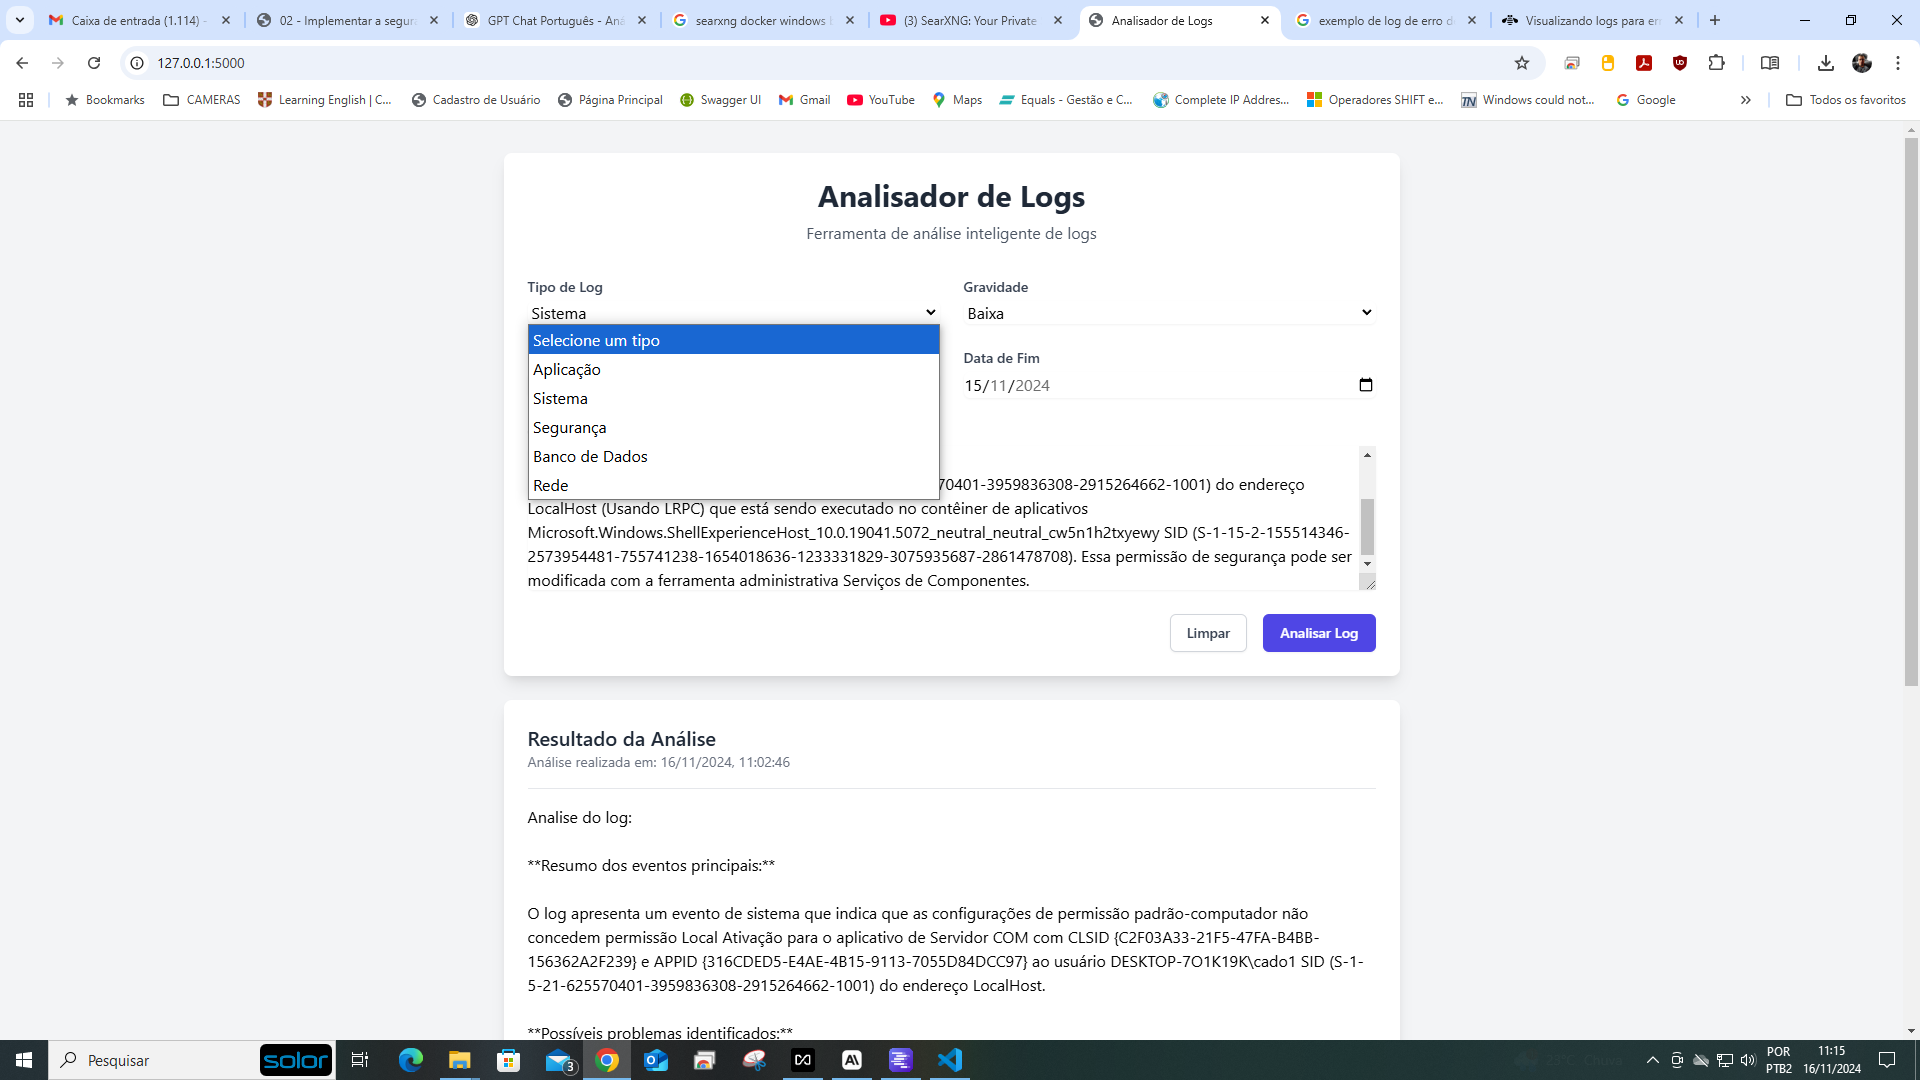 Caixa de entrada (1.114) -
02 - Implementar a segura
GPT Chat Português - Aná
searxng docker windows
(3) SearXNG: Your Private
Analisador de Logs
exemplo de log de erro d
Visualizando logs para err
127.0.0.1:5000
Bookmarks
CAMERAS
Learning English | C...
Cadastro de Usuário
Página Principal
Swagger UI
Gmail
YouTube
Maps
Equals - Gestão e C...
Complete IP Addres...
Operadores SHIFT e...
Windows could not...
Google
Todos os favoritos
Analisador de Logs
Ferramenta de análise inteligente de logs
Tipo de Log
Gravidade
Sistema
Baixa
Selecione um tipo
Aplicação
Sistema
Segurança
Banco de Dados
Rede
Data de Fim
15/11/2024
70401-3959836308-2915264662-1001) do endereço
LocalHost (Usando LRPC) que está sendo executado no contêiner de aplicativos
Microsoft.Windows.ShellExperienceHost_10.0.19041.5072_neutral_neutral_cw5n1h2txyewy SID (S-1-15-2-155514346-
2573954481-755741238-1654018636-1233331829-3075935687-2861478708). Essa permissão de segurança pode ser
modificada com a ferramenta administrativa Serviços de Componentes.
Limpar
Analisar Log
Resultado da Análise
Análise realizada em: 16/11/2024, 11:02:46
Analise do log:
**Resumo dos eventos principais:**
O log apresenta um evento de sistema que indica que as configurações de permissão padrão-computador não
concedem permissão Local Ativação para o aplicativo de Servidor COM com CLSID {C2F03A33-21F5-47FA-B4BB-
156362A2F239} e APPID {316CDED5-E4AE-4B15-9113-7055D84DCC97} ao usuário DESKTOP-7O1K19K\cado1 SID (S-1-
5-21-625570401-3959836308-2915264662-1001) do endereço LocalHost.
**Possíveis problemas identificados:**
Pesquisar
solor
3
POR
PTB2
11:15
16/11/2024